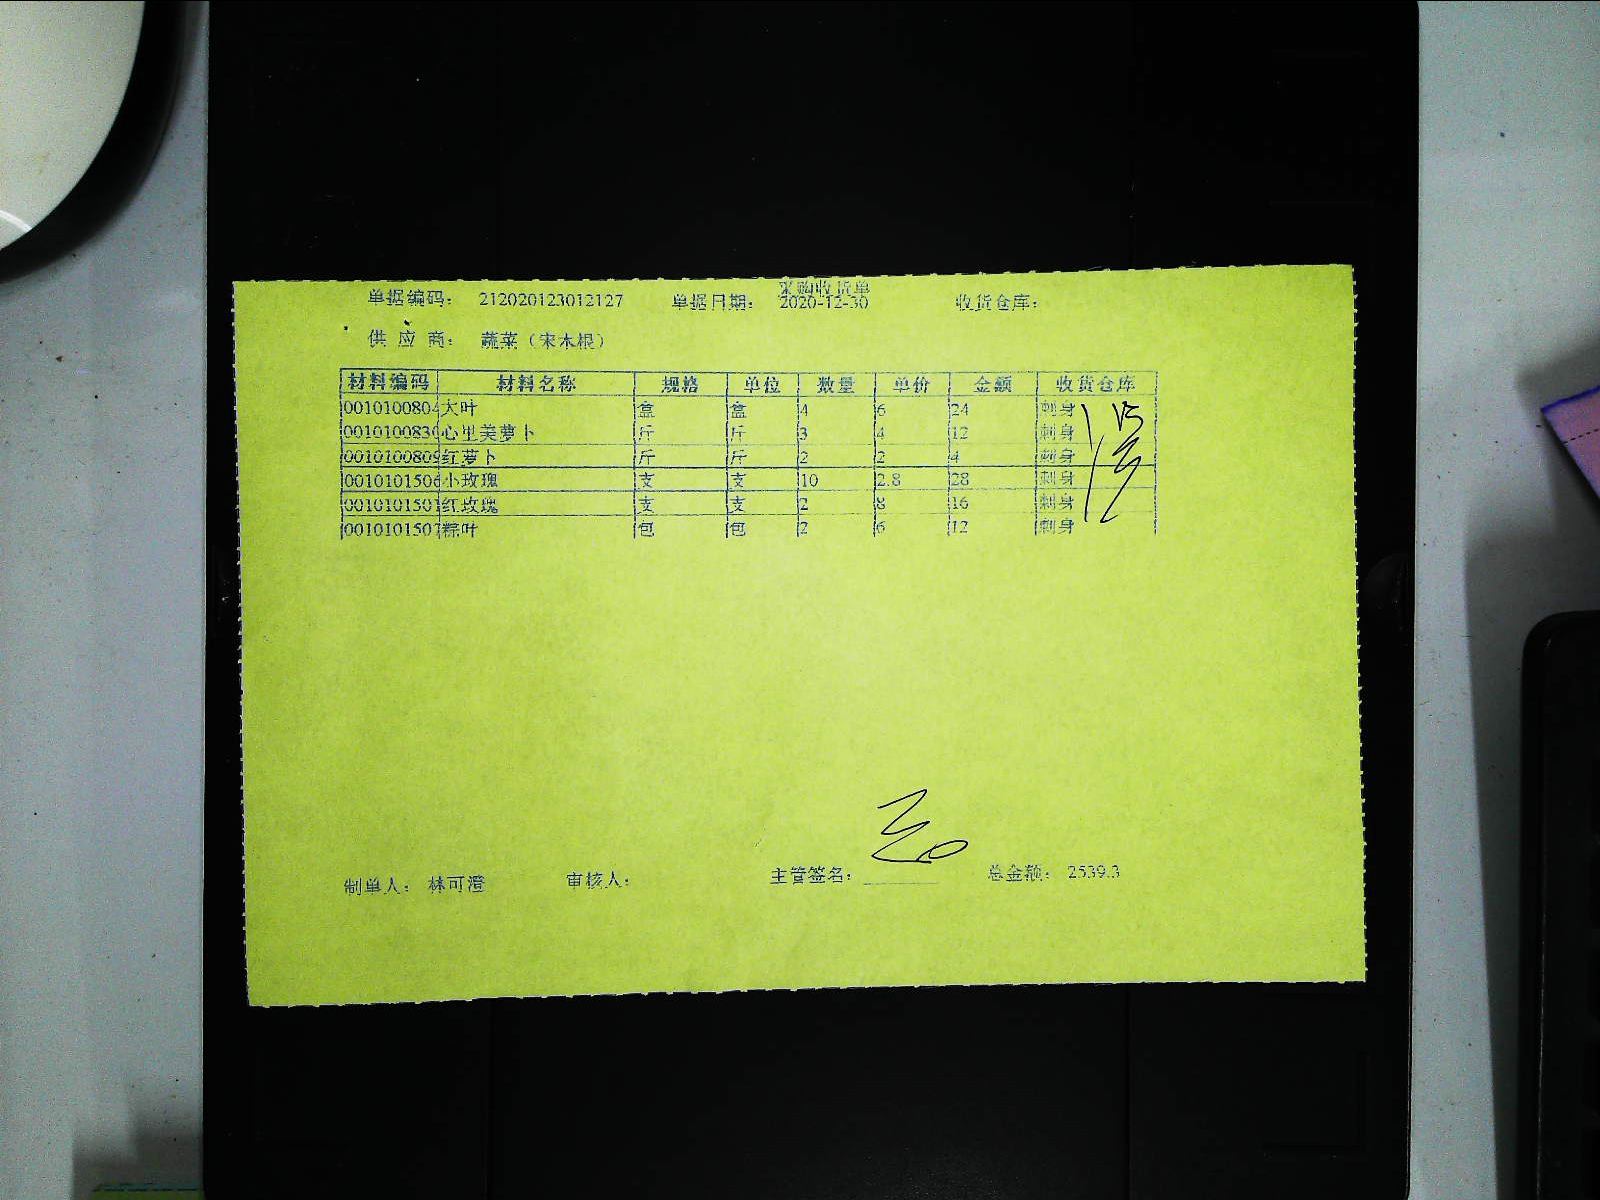 采购收货单
单据编码： 212020123012127 单据日期： 2020-12-30 收货仓库：
供 应 商： 蔬菜（宋本根）
材料编码 材料名称 规格 单位 数量 单价 金额 收货仓库
0010100804 大叶 盒 盒 4 6 24 刺身
0010100830 心里美萝卜 斤 斤 3 4 12 刺身
0010100809 红萝卜 斤 斤 2 2 4 刺身
0010101506 小玫瑰 支 支 10 2.8 28 刺身
001010150 红玫瑰 支 支 2 8 16 刺身
001010150 粽叶 包 包 2 6 12 刺身
制单人： 林可澄 审核人： 主管签名： 总金额： 2539.3